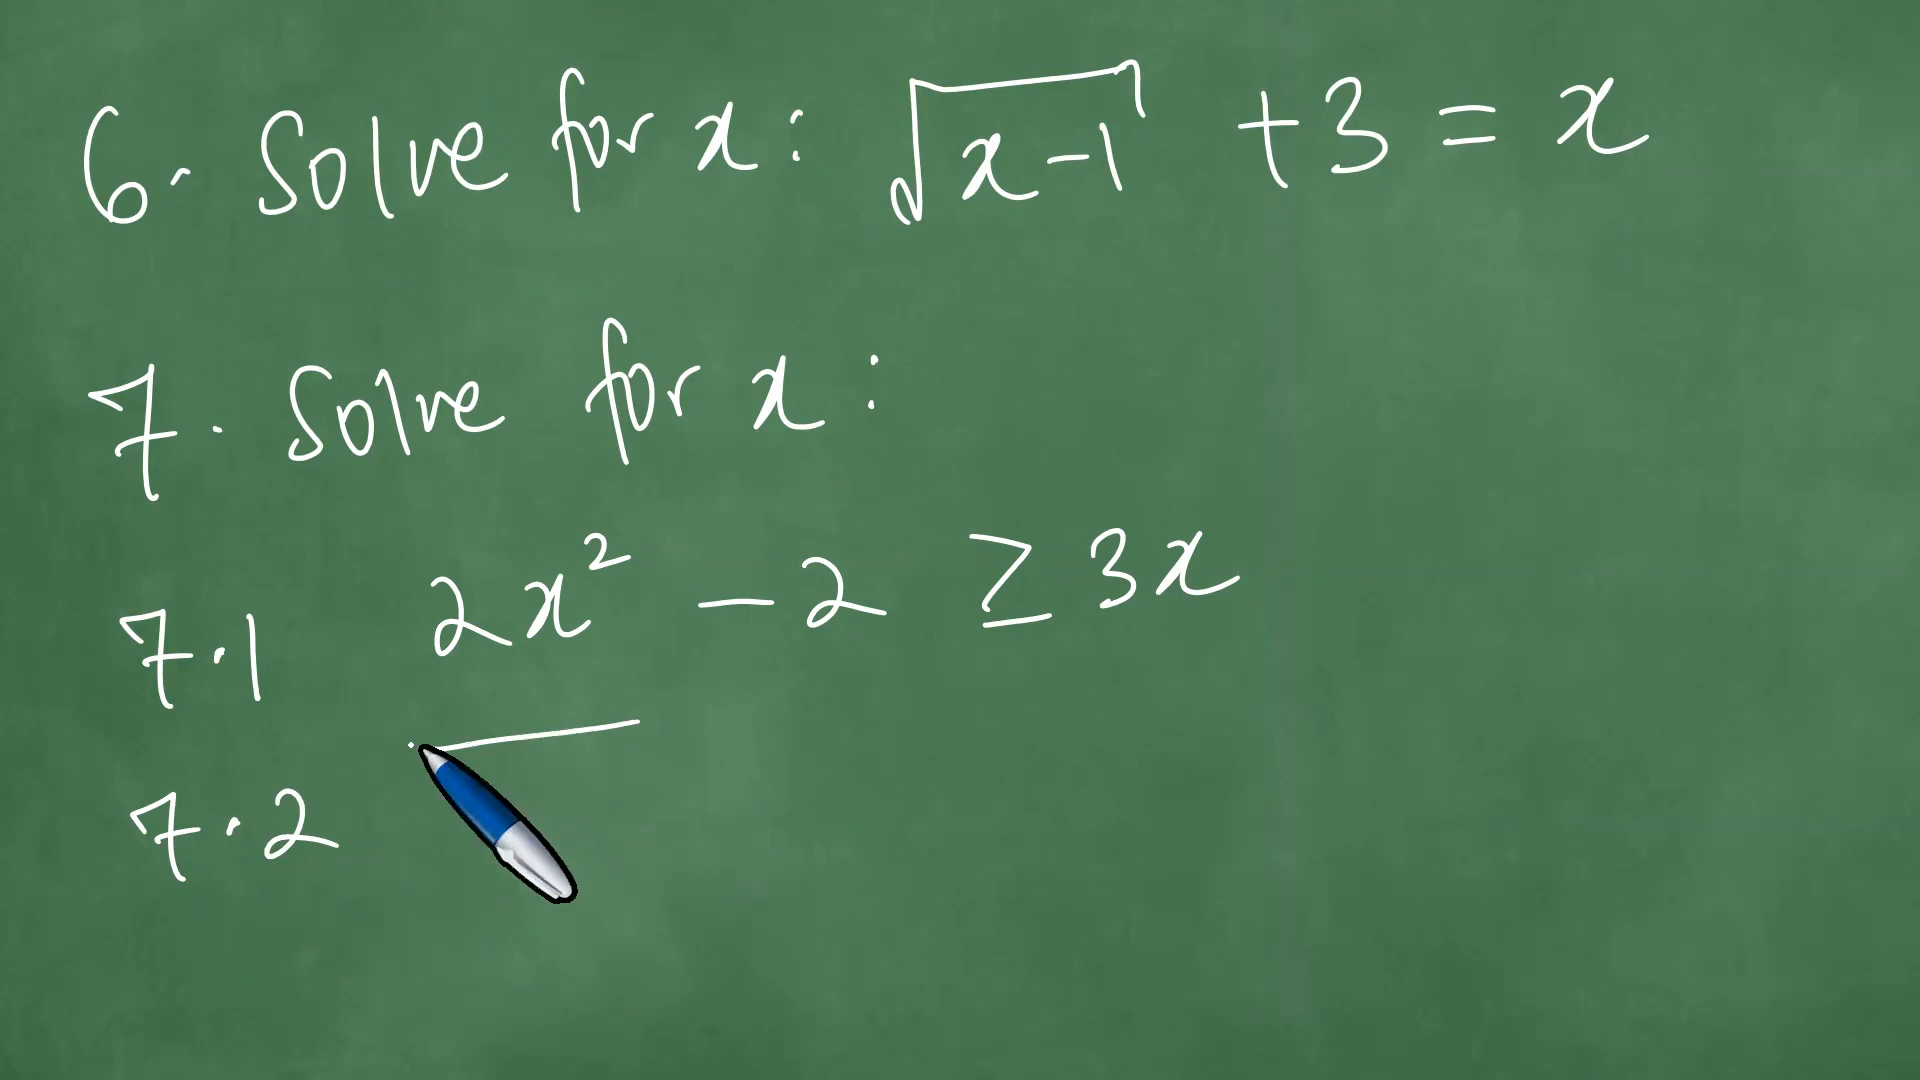 6. Solve for x: √x-1 + 3 = x
7. Solve for x:
7.1 2x² - 2 ≥ 3x
7.2